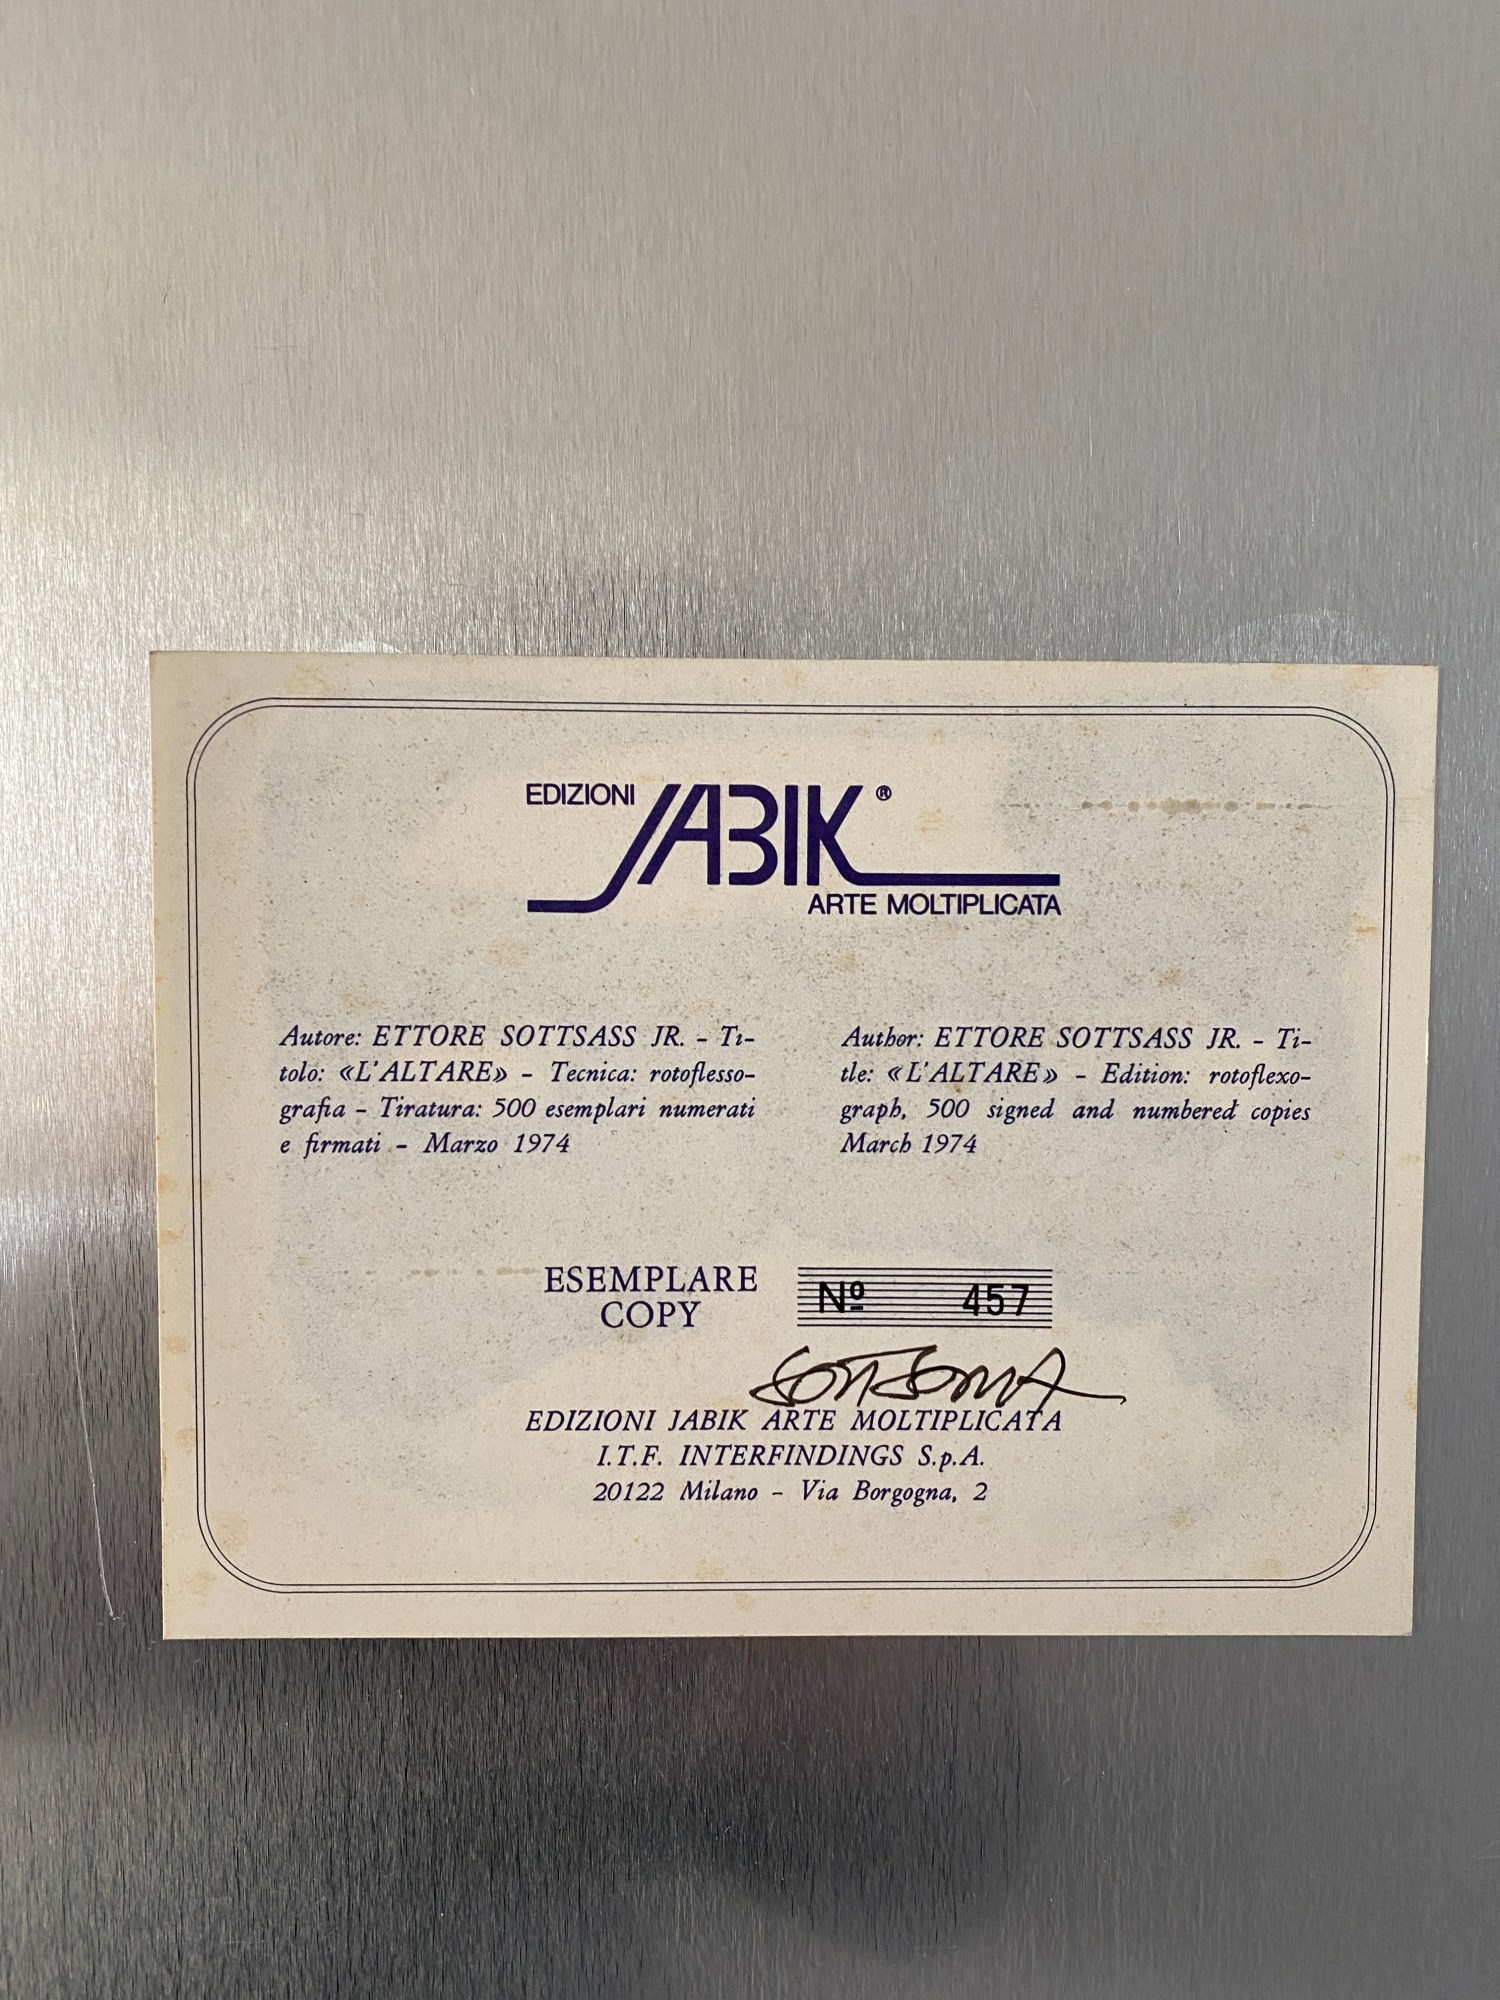 EDIZIONI
JABIK ®
ARTE MOLTIPLICATA
Autore: ETTORE SOTTSASS JR. – Ti-
tolo: «L'ALTARE» – Tecnica: rotoflesso-
grafia – Tiratura: 500 esemplari numerati
e firmati – Marzo 1974
Author: ETTORE SOTTSASS JR. – Ti-
tle: «L'ALTARE» – Edition: rotoflexo-
graph, 500 signed and numbered copies
March 1974
ESEMPLARE
COPY
Nº 457
SOTTSASS
EDIZIONI JABIK ARTE MOLTIPLICATA
I.T.F. INTERFINDINGS S.p.A.
20122 Milano – Via Borgogna, 2